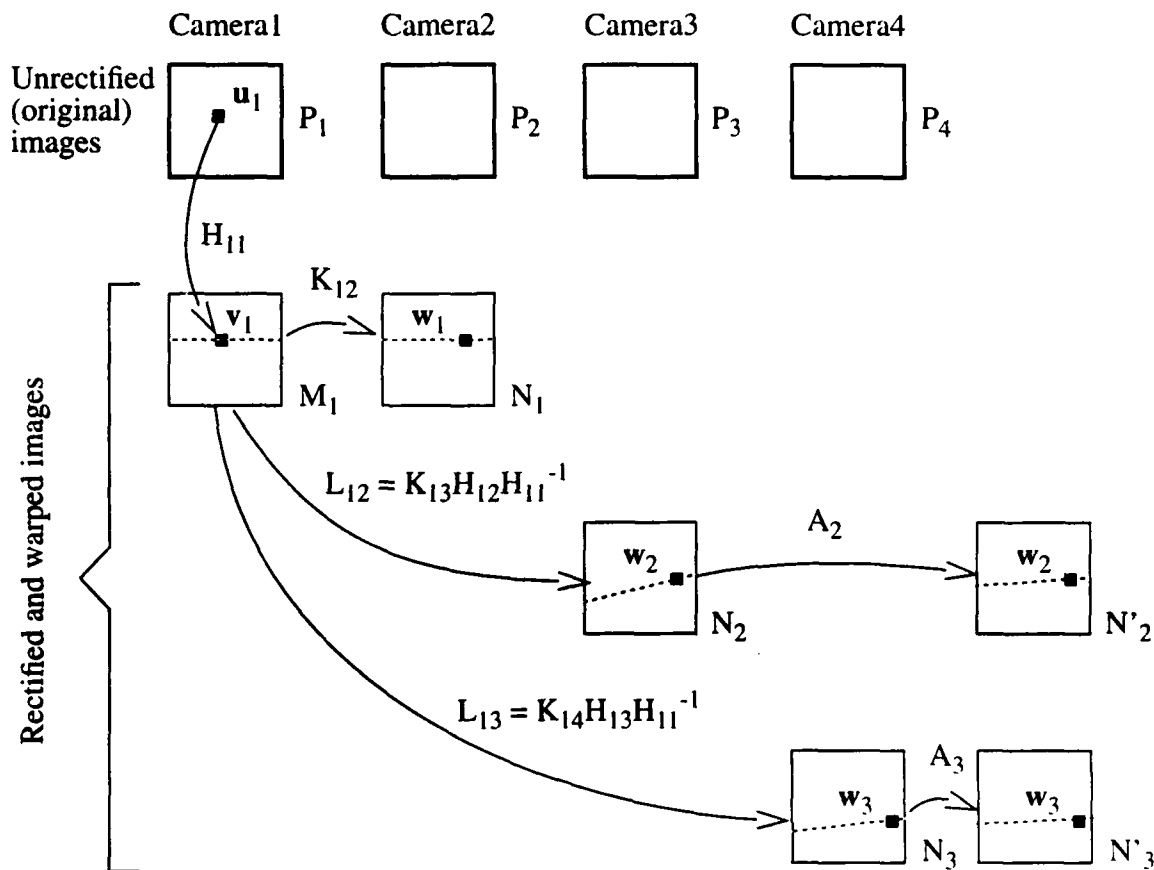 Camera1 Camera2 Camera3 Camera4
Unrectified
(original)
images
u₁ P₁ P₂ P₃ P₄
H₁₁
K₁₂
v₁ w₁
M₁ N₁
Rectified and warped images
L₁₂ = K₁₃H₁₂H₁₁⁻¹
A₂
w₂ w₂
N₂ N'₂
L₁₃ = K₁₄H₁₃H₁₁⁻¹
A₃
w₃ w₃
N₃ N'₃